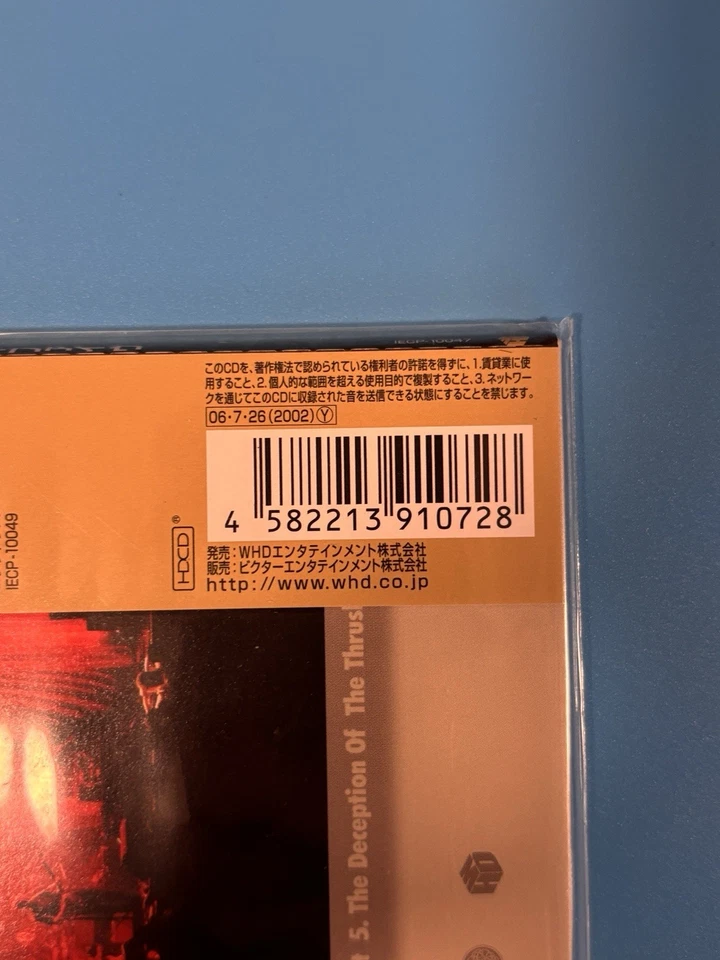 IECP-10047
このCDを、著作権法で認められている権利者の許諾を得ずに、1.賃貸業に使
用すること、2.個人的な範囲を超える使用目的で複製すること、3.ネットワー
クを通じてこのCDに収録された音を送信できる状態にすることを禁じます。
06・7・26(2002)Ⓨ
4 582213 910728
発売:WHDエンタテインメント株式会社
販売:ビクターエンタテインメント株式会社
http://www.whd.co.jp
HDCD®
IECP-10049
5. The Deception Of The Thrus